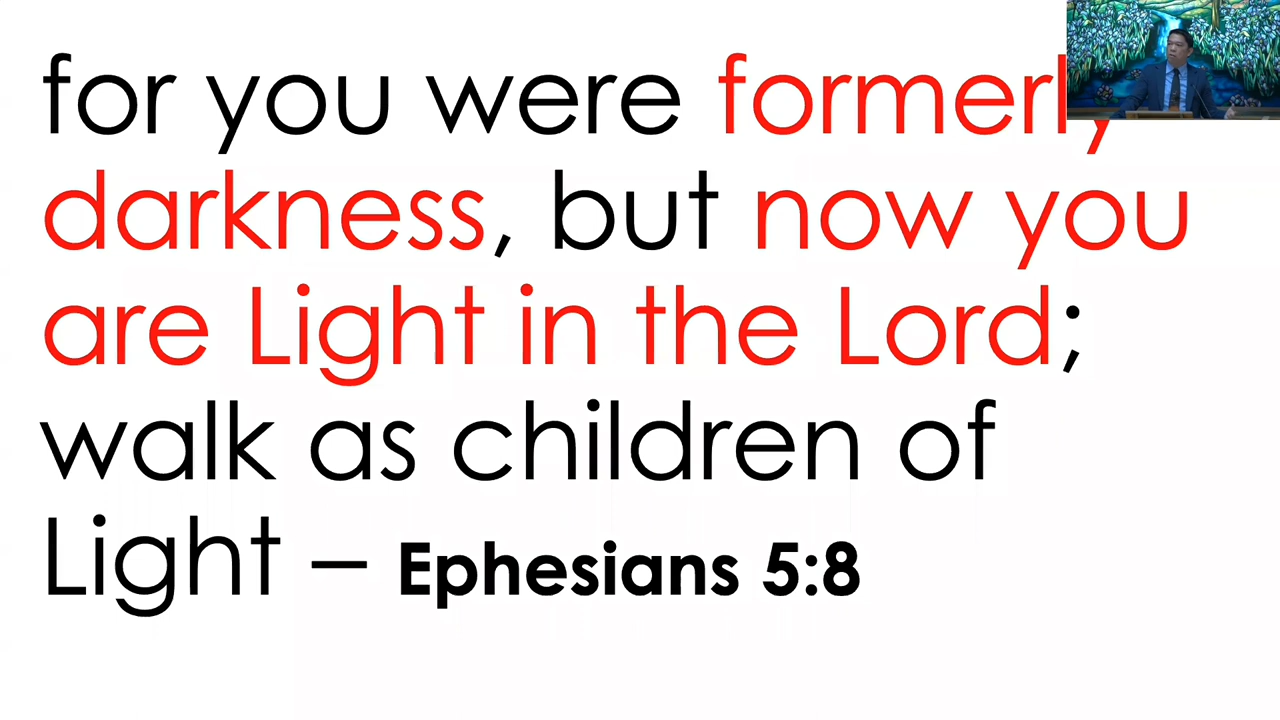 for you were formerly
darkness, but now you
are Light in the Lord;
walk as children of
Light – Ephesians 5:8